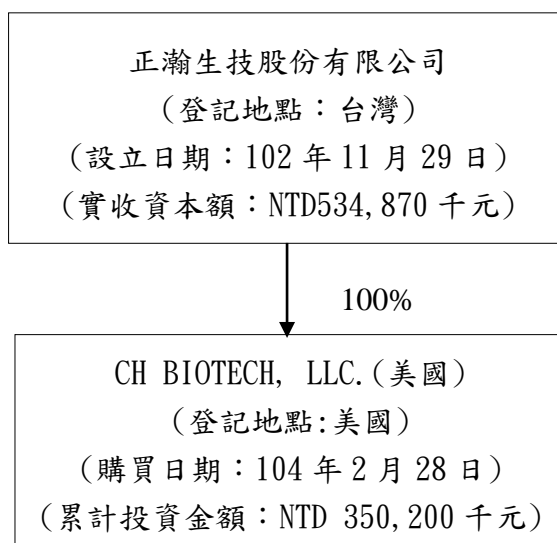 正瀚生技股份有限公司
(登記地點：台灣)
(設立日期：102 年 11 月 29 日)
(實收資本額：NTD534,870 千元)
100%
CH BIOTECH, LLC.(美國)
(登記地點:美國)
(購買日期：104 年 2 月 28 日)
(累計投資金額：NTD 350,200 千元)